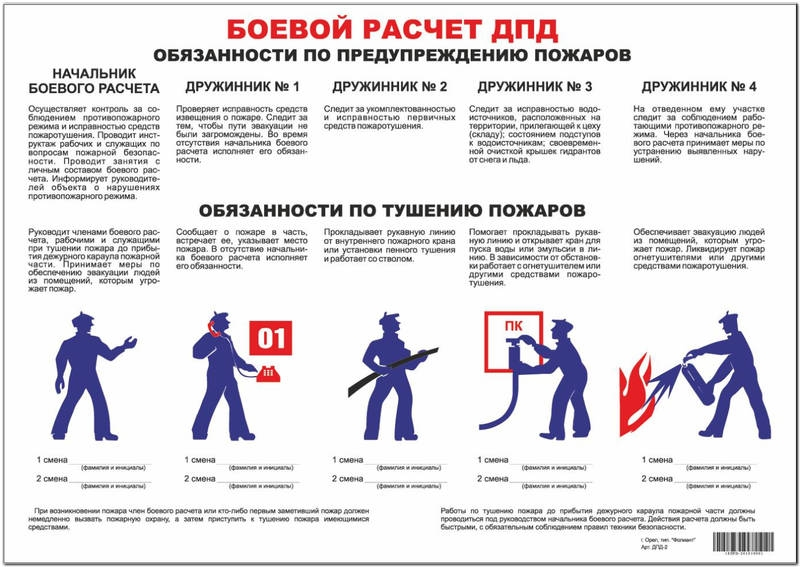 БОЕВОЙ РАСЧЕТ ДПД
ОБЯЗАННОСТИ ПО ПРЕДУПРЕЖДЕНИЮ ПОЖАРОВ
НАЧАЛЬНИК
БОЕВОГО РАСЧЕТА
Осуществляет контроль за со-
блюдением противопожарного
режима и исправностью средств
пожаротушения. Проводит инст-
руктаж рабочих и служащих по
вопросам пожарной безопас-
ности. Проводит занятия с
личным составом боевого рас-
чета. Информирует руководите-
лей объекта о нарушениях
противопожарного режима.
ДРУЖИННИК № 1
Проверяет исправность средств
извещения о пожаре. Следит за
тем, чтобы пути эвакуации не
были загромождены. Во время
отсутствия начальника боевого
расчета исполняет его обязан-
ности.
ДРУЖИННИК № 2
Следит за укомплектованностью
и исправностью первичных
средств пожаротушения.
ДРУЖИННИК № 3
Следит за исправностью водо-
источников, расположенных на
территории, прилегающей к цеху
(складу); состоянием подступов
к водоисточникам; своевремен-
ной очисткой крышек гидрантов
от снега и льда.
ДРУЖИННИК № 4
На отведенном ему участке
следит за соблюдением рабо-
тающими противопожарного ре-
жима. Через начальника бое-
вого расчета принимает меры по
устранению выявленных нару-
шений.
ОБЯЗАННОСТИ ПО ТУШЕНИЮ ПОЖАРОВ
Руководит членами боевого рас-
чета, рабочими и служащими
при тушении пожара до прибы-
тия дежурного караула пожарной
части. Принимает меры по
обеспечению эвакуации людей
из помещений, которым угро-
жает пожар.
Сообщает о пожаре в часть,
встречает ее, указывает место
пожара. В отсутствие начальни-
ка боевого расчета исполняет
его обязанности.
Прокладывает рукавную линию
от внутреннего пожарного крана
или установки пенного тушения
и работает со стволом.
Помогает прокладывать рукав-
ную линию и открывает кран для
пуска воды или эмульсии в ли-
нию. В зависимости от обстанов-
ки работает с огнетушителем или
другими средствами пожаро-
тушения.
Обеспечивает эвакуацию людей
из помещений, которым угро-
жает пожар. Ликвидирует пожар
огнетушителями или другими
средствами пожаротушения.
01
ПК
1 смена
(фамилия и инициалы)
2 смена
(фамилия и инициалы)
1 смена
(фамилия и инициалы)
2 смена
(фамилия и инициалы)
1 смена
(фамилия и инициалы)
2 смена
(фамилия и инициалы)
1 смена
(фамилия и инициалы)
2 смена
(фамилия и инициалы)
1 смена
(фамилия и инициалы)
2 смена
(фамилия и инициалы)
При возникновении пожара член боевого расчета или кто-либо первым заметивший пожар должен
немедленно вызвать пожарную охрану, а затем приступить к тушению пожара имеющимися
средствами.
Работы по тушению пожара до прибытия дежурного караула пожарной части должны
проводиться под руководством начальника боевого расчета. Действия расчета должны быть
быстрыми, с обязательным соблюдением правил техники безопасности.
г. Орел, тип. "Фолиант"
Арт. ДПД-2